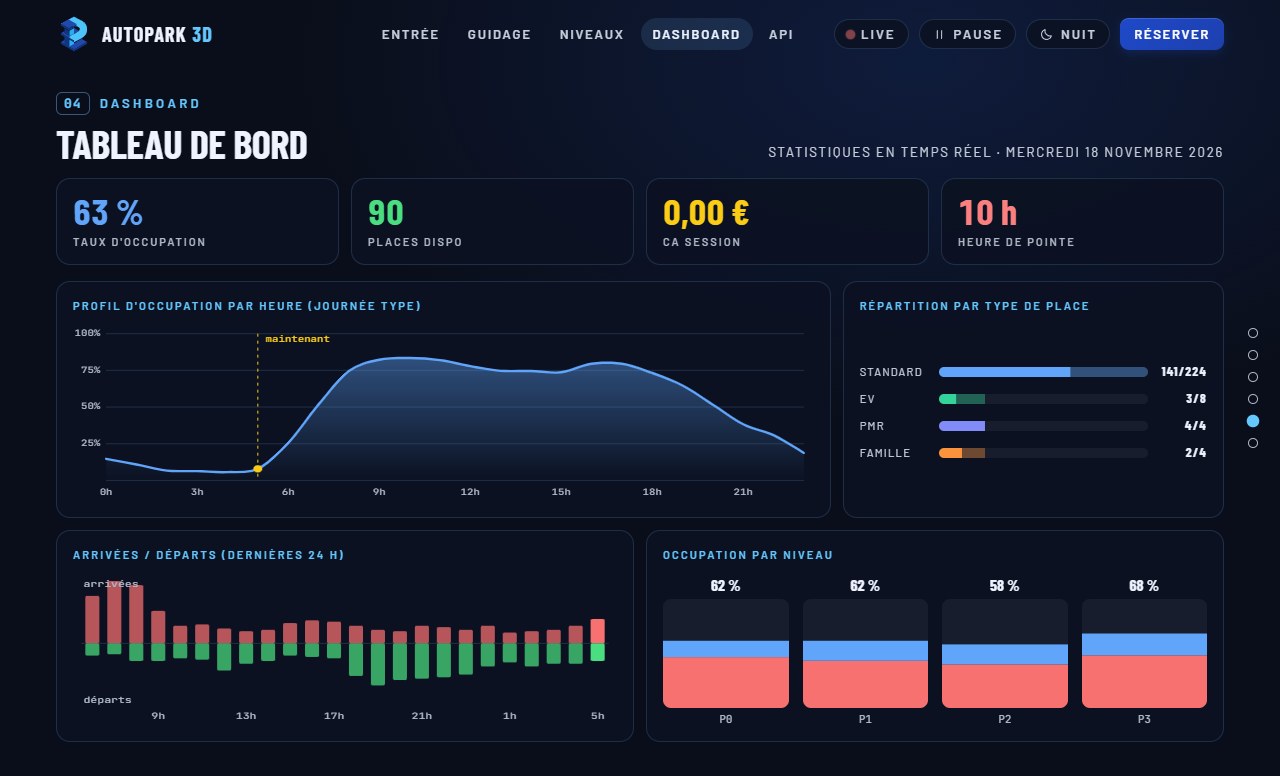 AUTOPARK 3D
ENTRÉE GUIDAGE NIVEAUX DASHBOARD API LIVE PAUSE NUIT RÉSERVER
04 DASHBOARD
TABLEAU DE BORD
STATISTIQUES EN TEMPS RÉEL · MERCREDI 18 NOVEMBRE 2026
63 %
TAUX D'OCCUPATION
90
PLACES DISPO
0,00 €
CA SESSION
10 h
HEURE DE POINTE
PROFIL D'OCCUPATION PAR HEURE (JOURNÉE TYPE)
100%
75%
50%
25%
maintenant
0h 3h 6h 9h 12h 15h 18h 21h
RÉPARTITION PAR TYPE DE PLACE
STANDARD 141/224
EV 3/8
PMR 4/4
FAMILLE 2/4
ARRIVÉES / DÉPARTS (DERNIÈRES 24 H)
arrivées
départs
9h 13h 17h 21h 1h 5h
OCCUPATION PAR NIVEAU
62 % 62 % 58 % 68 %
P0 P1 P2 P3